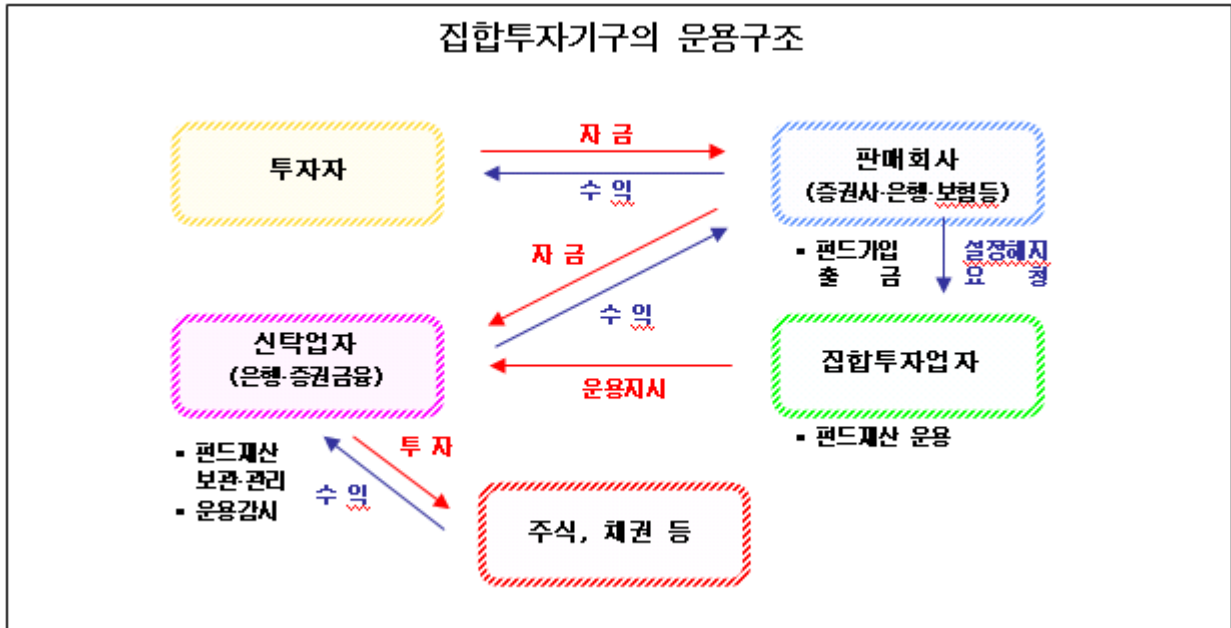 집합투자기구의 운용구조
투자자
자 금
수 익
판매회사
(증권사·은행·보험등)
자 금
수 익
▪ 펀드가입
출 금
설정해지
요 청
신탁업자
(은행·증권금융)
운용지시
집합투자업자
▪ 펀드재산 운용
▪ 펀드재산
보관·관리
▪ 운용감시
투 자
수 익
주식, 채권 등